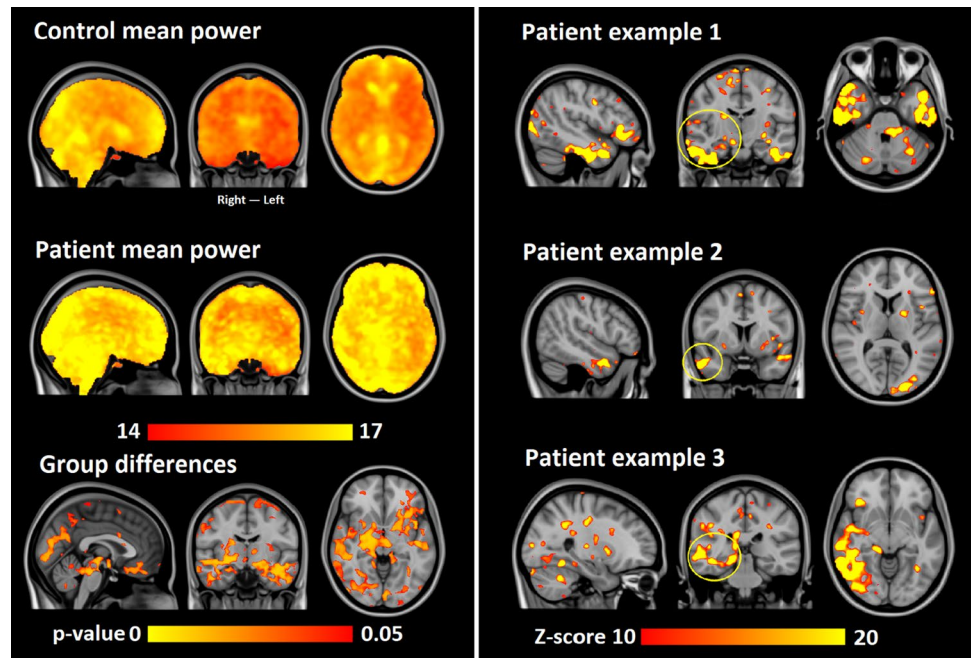 Control mean power
Right — Left
Patient mean power
14 17
Group differences
p-value 0 0.05
Patient example 1
Patient example 2
Patient example 3
Z-score 10 20